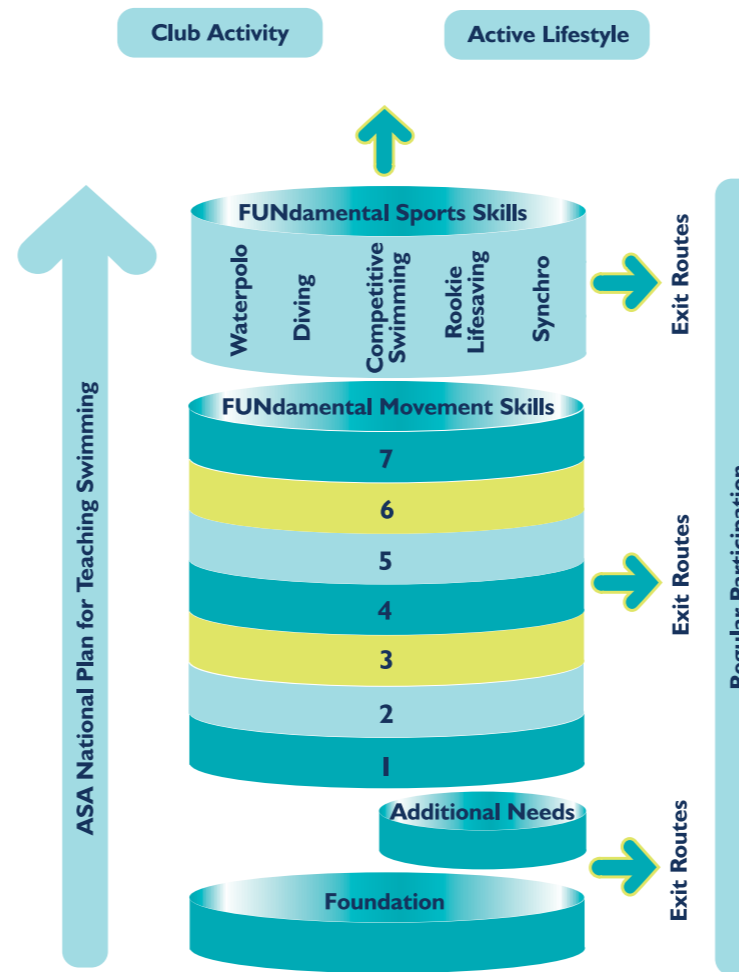 Club Activity
Active Lifestyle
FUNdamental Sports Skills
Waterpolo
Diving
Competitive
Swimming
Rookie
Lifesaving
Synchro
Exit Routes
FUNdamental Movement Skills
7
6
5
4
3
2
1
Exit Routes
Additional Needs
Exit Routes
Foundation
ASA National Plan for Teaching Swimming
Regular Participation